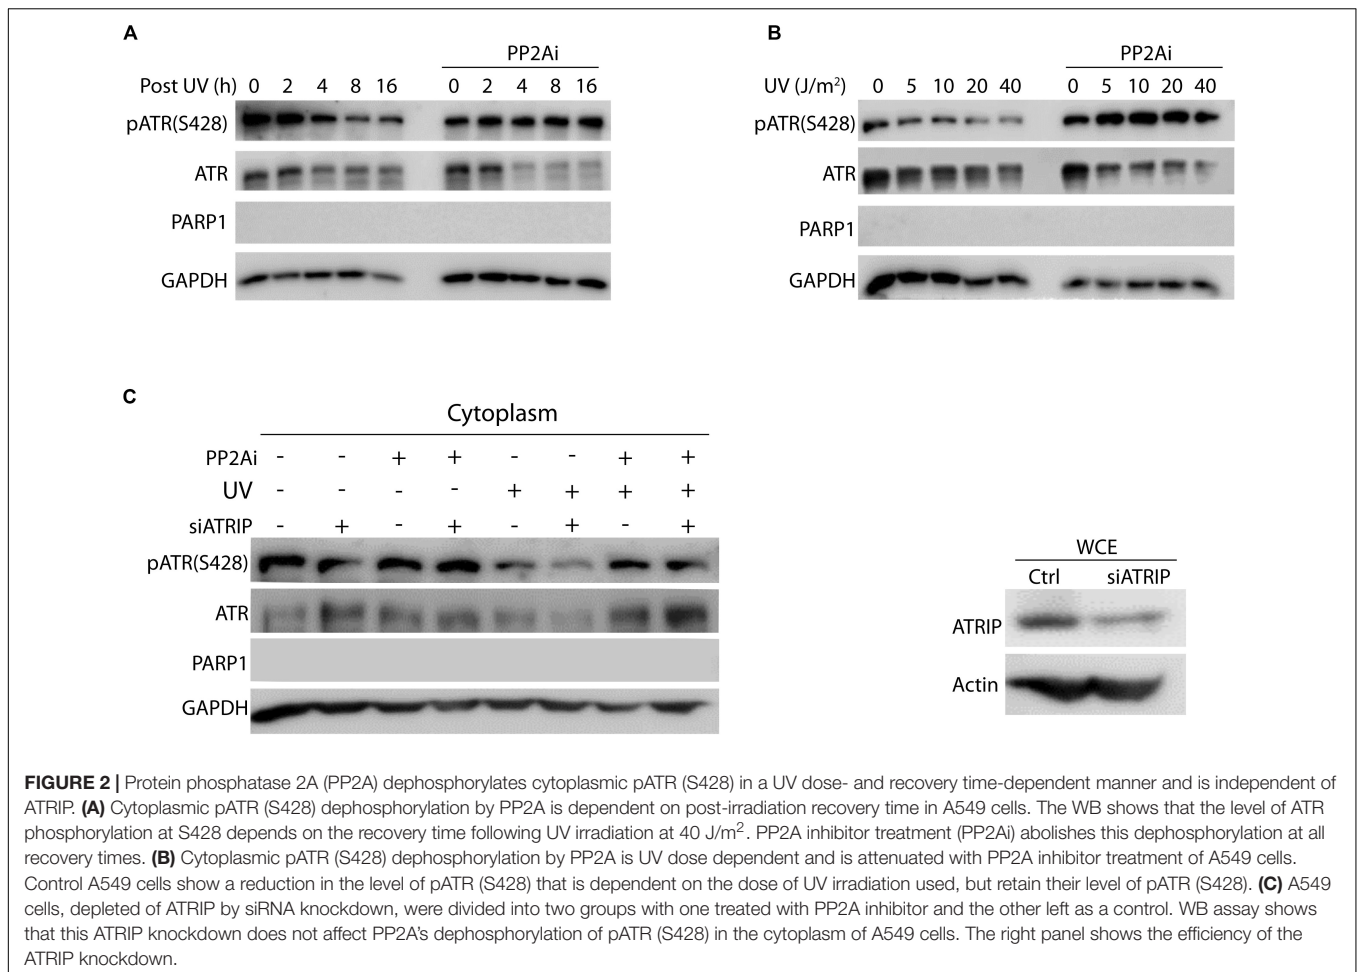 A
PP2Ai
Post UV (h) 0 2 4 8 16 0 2 4 8 16
pATR(S428)
ATR
PARP1
GAPDH
B
PP2Ai
UV (J/m²) 0 5 10 20 40 0 5 10 20 40
pATR(S428)
ATR
PARP1
GAPDH
C
Cytoplasm
PP2Ai - - + + - - + +
UV - - - - + + + +
siATRIP - + - + - + - +
pATR(S428)
ATR
PARP1
GAPDH
WCE
Ctrl siATRIP
ATRIP
Actin
FIGURE 2 | Protein phosphatase 2A (PP2A) dephosphorylates cytoplasmic pATR (S428) in a UV dose- and recovery time-dependent manner and is independent of
ATRIP. (A) Cytoplasmic pATR (S428) dephosphorylation by PP2A is dependent on post-irradiation recovery time in A549 cells. The WB shows that the level of ATR
phosphorylation at S428 depends on the recovery time following UV irradiation at 40 J/m². PP2A inhibitor treatment (PP2Ai) abolishes this dephosphorylation at all
recovery times. (B) Cytoplasmic pATR (S428) dephosphorylation by PP2A is UV dose dependent and is attenuated with PP2A inhibitor treatment of A549 cells.
Control A549 cells show a reduction in the level of pATR (S428) that is dependent on the dose of UV irradiation used, but retain their level of pATR (S428). (C) A549
cells, depleted of ATRIP by siRNA knockdown, were divided into two groups with one treated with PP2A inhibitor and the other left as a control. WB assay shows
that this ATRIP knockdown does not affect PP2A's dephosphorylation of pATR (S428) in the cytoplasm of A549 cells. The right panel shows the efficiency of the
ATRIP knockdown.